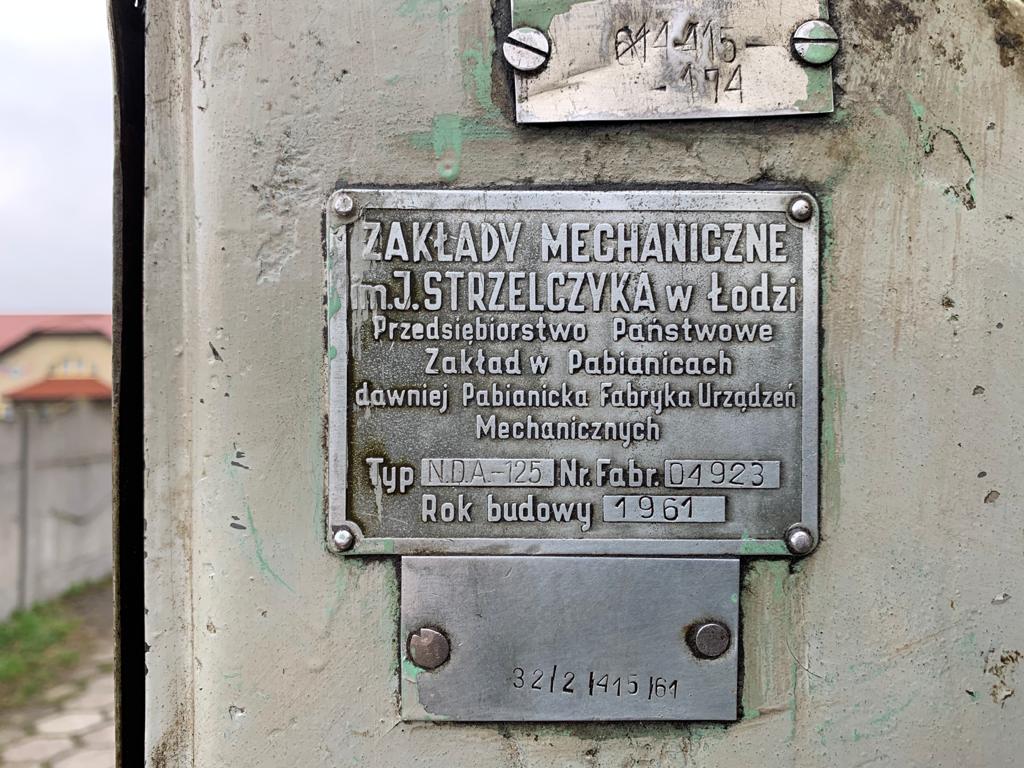 614-415-
-174
ZAKŁADY MECHANICZNE
im. J. STRZELCZYKA w Łodzi
Przedsiębiorstwo Państwowe
Zakład w Pabianicach
dawniej Pabianicka Fabryka Urządzeń
Mechanicznych
Typ N.D.A.-125 Nr. Fabr. 04923
Rok budowy 1961
32/2/415/61